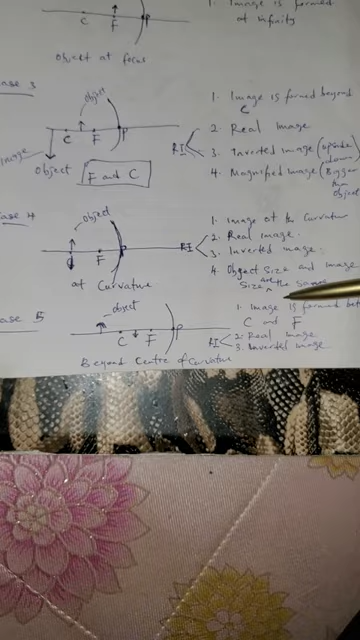 1. Image is formed
at infinity
C F P
Object at focus
ase 3
object
1. Image is formed beyond
C
2. Real Image
C F P
RI
3. Inverted image (upside
down
image
object
F and C
4. Magnified image (Bigger
than
object
ase 4
object
1. Image at the Curvature
2. Real image.
RI
3. Inverted image.
C F P
4. Object size and image
size are the same
at Curvature
ase 5
object
1. Image is formed bet
C and F
C F P
RI
2. Real image
3. Inverted image
Beyond Centre of Curvature